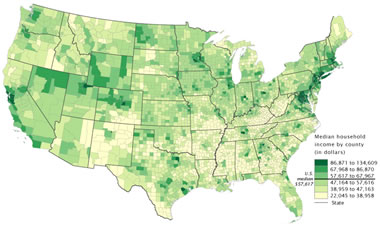 Median household
income by county
(in dollars)
86,871 to 134,609
67,968 to 86,870
U.S.
57,617 to 67,967
median
$57,617
47,164 to 57,616
38,959 to 47,163
22,045 to 38,958
State